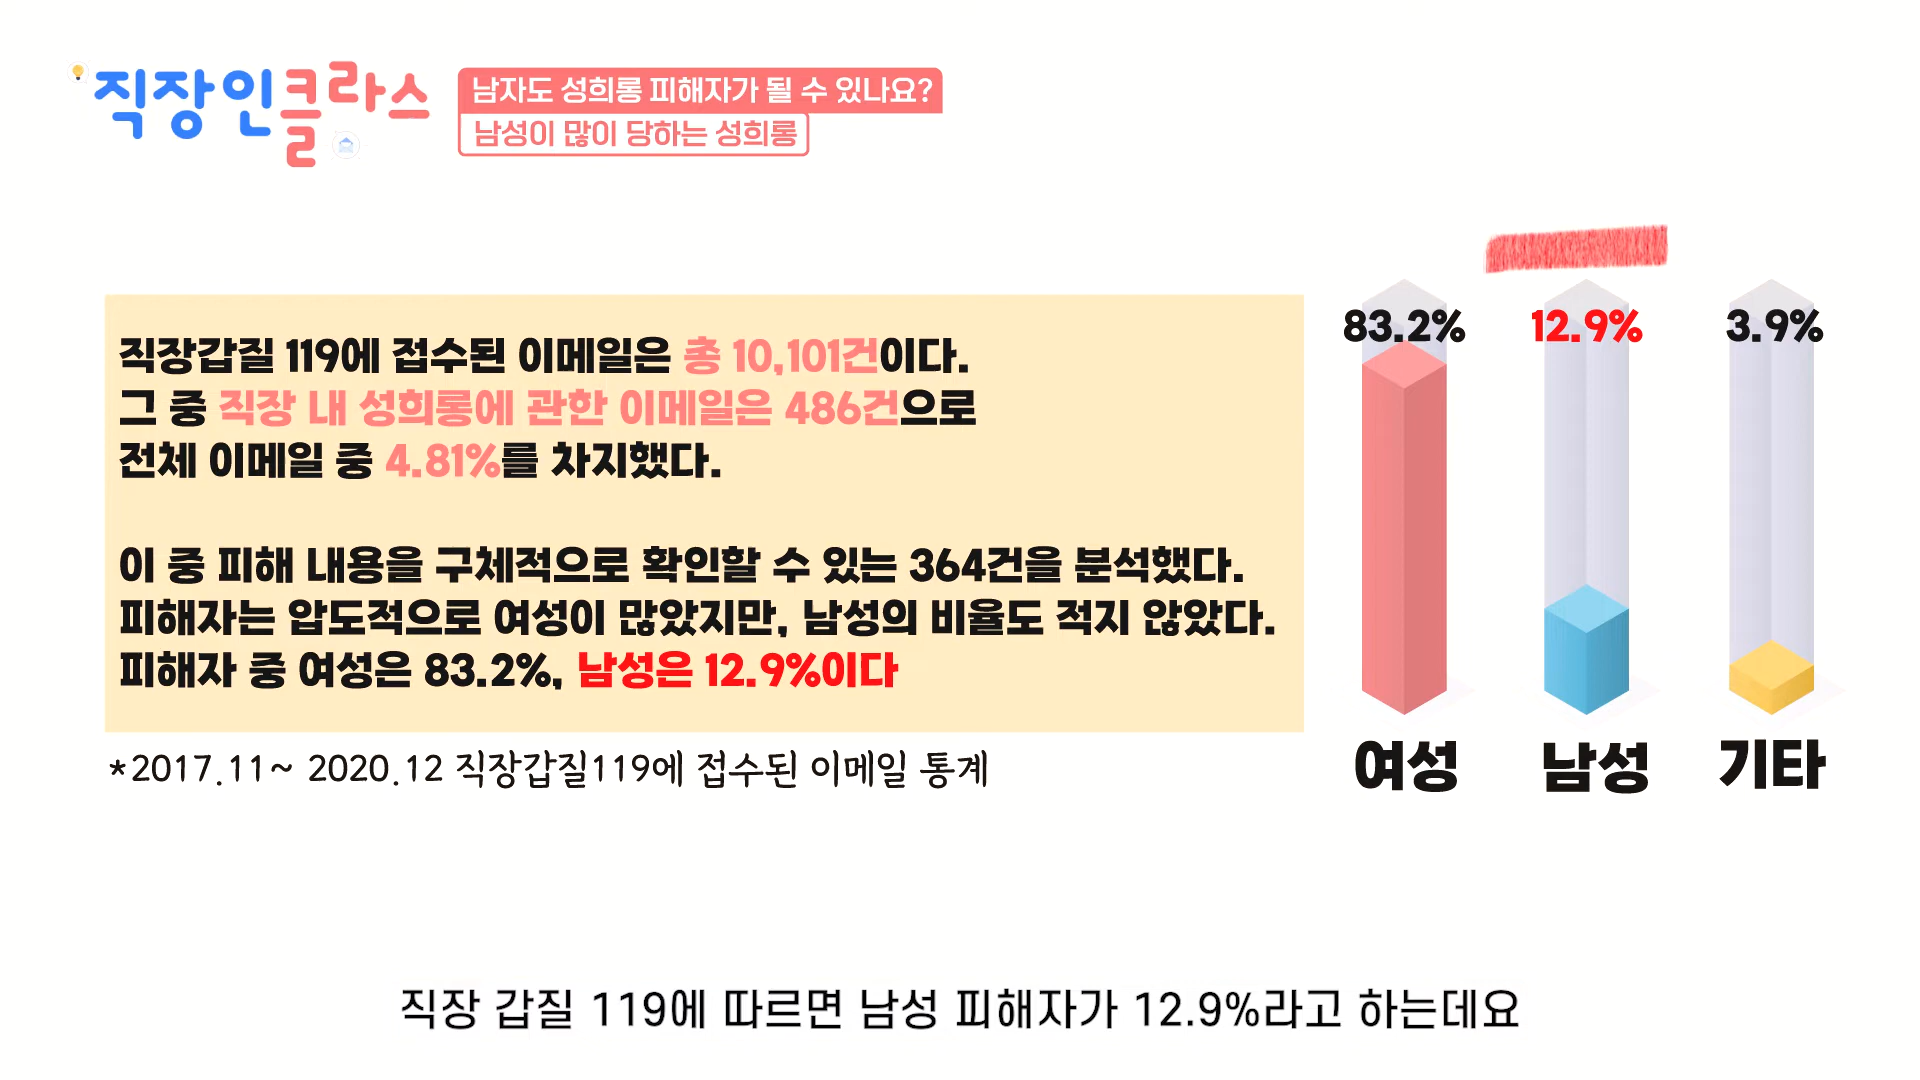 직장인클라스
남자도 성희롱 피해자가 될 수 있나요?
남성이 많이 당하는 성희롱
직장갑질 119에 접수된 이메일은 총 10,101건이다.
그 중 직장 내 성희롱에 관한 이메일은 486건으로
전체 이메일 중 4.81%를 차지했다.
이 중 피해 내용을 구체적으로 확인할 수 있는 364건을 분석했다.
피해자는 압도적으로 여성이 많았지만, 남성의 비율도 적지 않았다.
피해자 중 여성은 83.2%, 남성은 12.9%이다
*2017.11~ 2020.12 직장갑질119에 접수된 이메일 통계
83.2% 12.9% 3.9%
여성 남성 기타
직장 갑질 119에 따르면 남성 피해자가 12.9%라고 하는데요